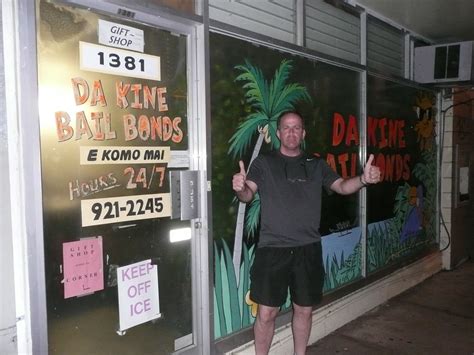 GIFT-
SHOP
1381
DA KINE
BAIL BONDS
E KOMO MAI
Hours 24/7
921-2245
GIFT
SHOP
CORNER
KEEP
OFF
ICE
DA KINE
BAIL BONDS